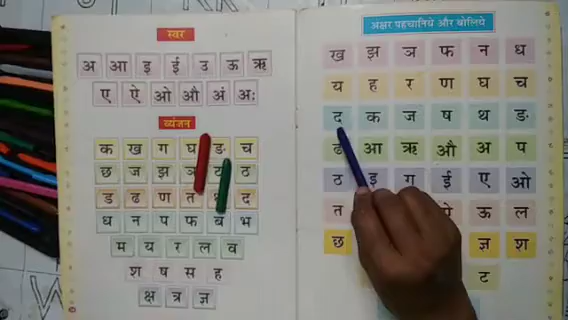 स्वर
अ आ इ ई उ ऊ ऋ
ए ऐ ओ औ अं अः
व्यंजन
क ख ग घ ङ च
छ ज झ ञ ट ठ
ड ढ ण त द
ध न प फ ब भ
म य र ल व
श ष स ह
क्ष त्र ज्ञ
अक्षर पहचानिये और बोलिये
ख झ ञ फ न ध
य ह र ण घ च
द क ज ष थ ङ
ढ आ ऋ औ अ प
ठ इ ग ई ए ओ
त ऊ ल
छ ज्ञ श
ट